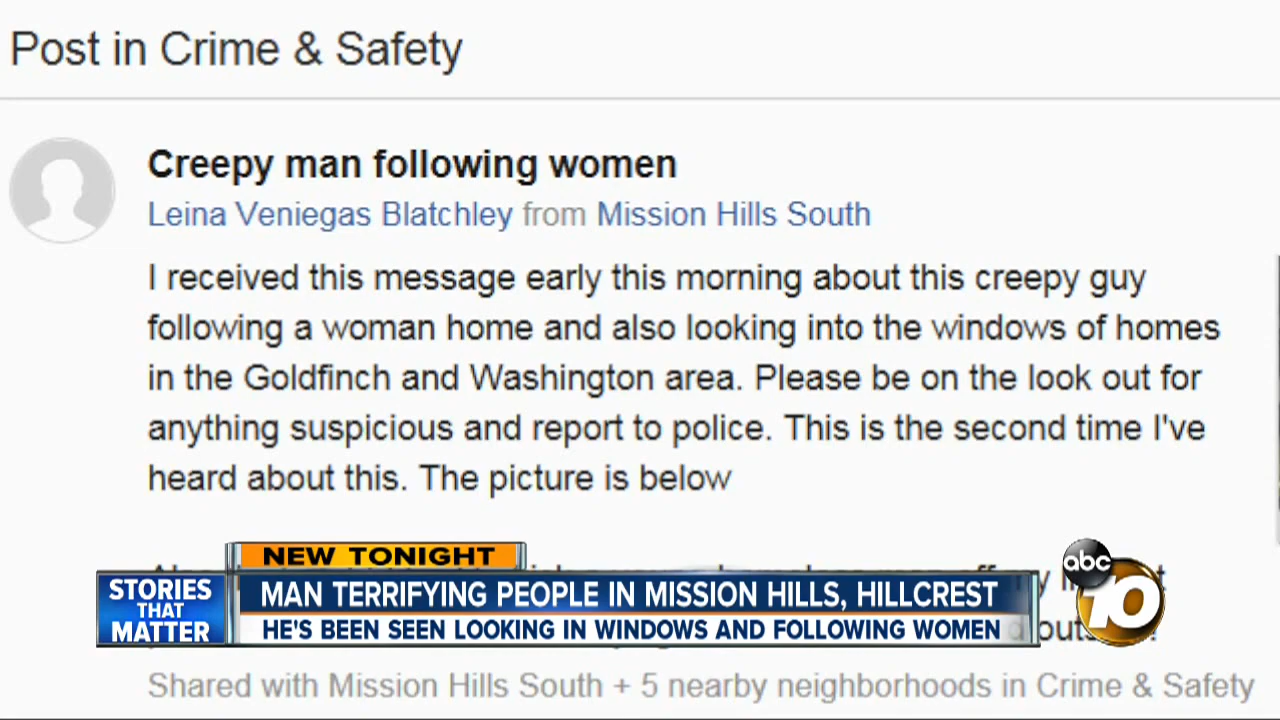 Post in Crime & Safety
Creepy man following women
Leina Veniegas Blatchley from Mission Hills South
I received this message early this morning about this creepy guy
following a woman home and also looking into the windows of homes
in the Goldfinch and Washington area. Please be on the look out for
anything suspicious and report to police. This is the second time I've
heard about this. The picture is below
NEW TONIGHT
STORIES
THAT
MATTER
MAN TERRIFYING PEOPLE IN MISSION HILLS, HILLCREST
HE'S BEEN SEEN LOOKING IN WINDOWS AND FOLLOWING WOMEN
abc
10
Shared with Mission Hills South + 5 nearby neighborhoods in Crime & Safety